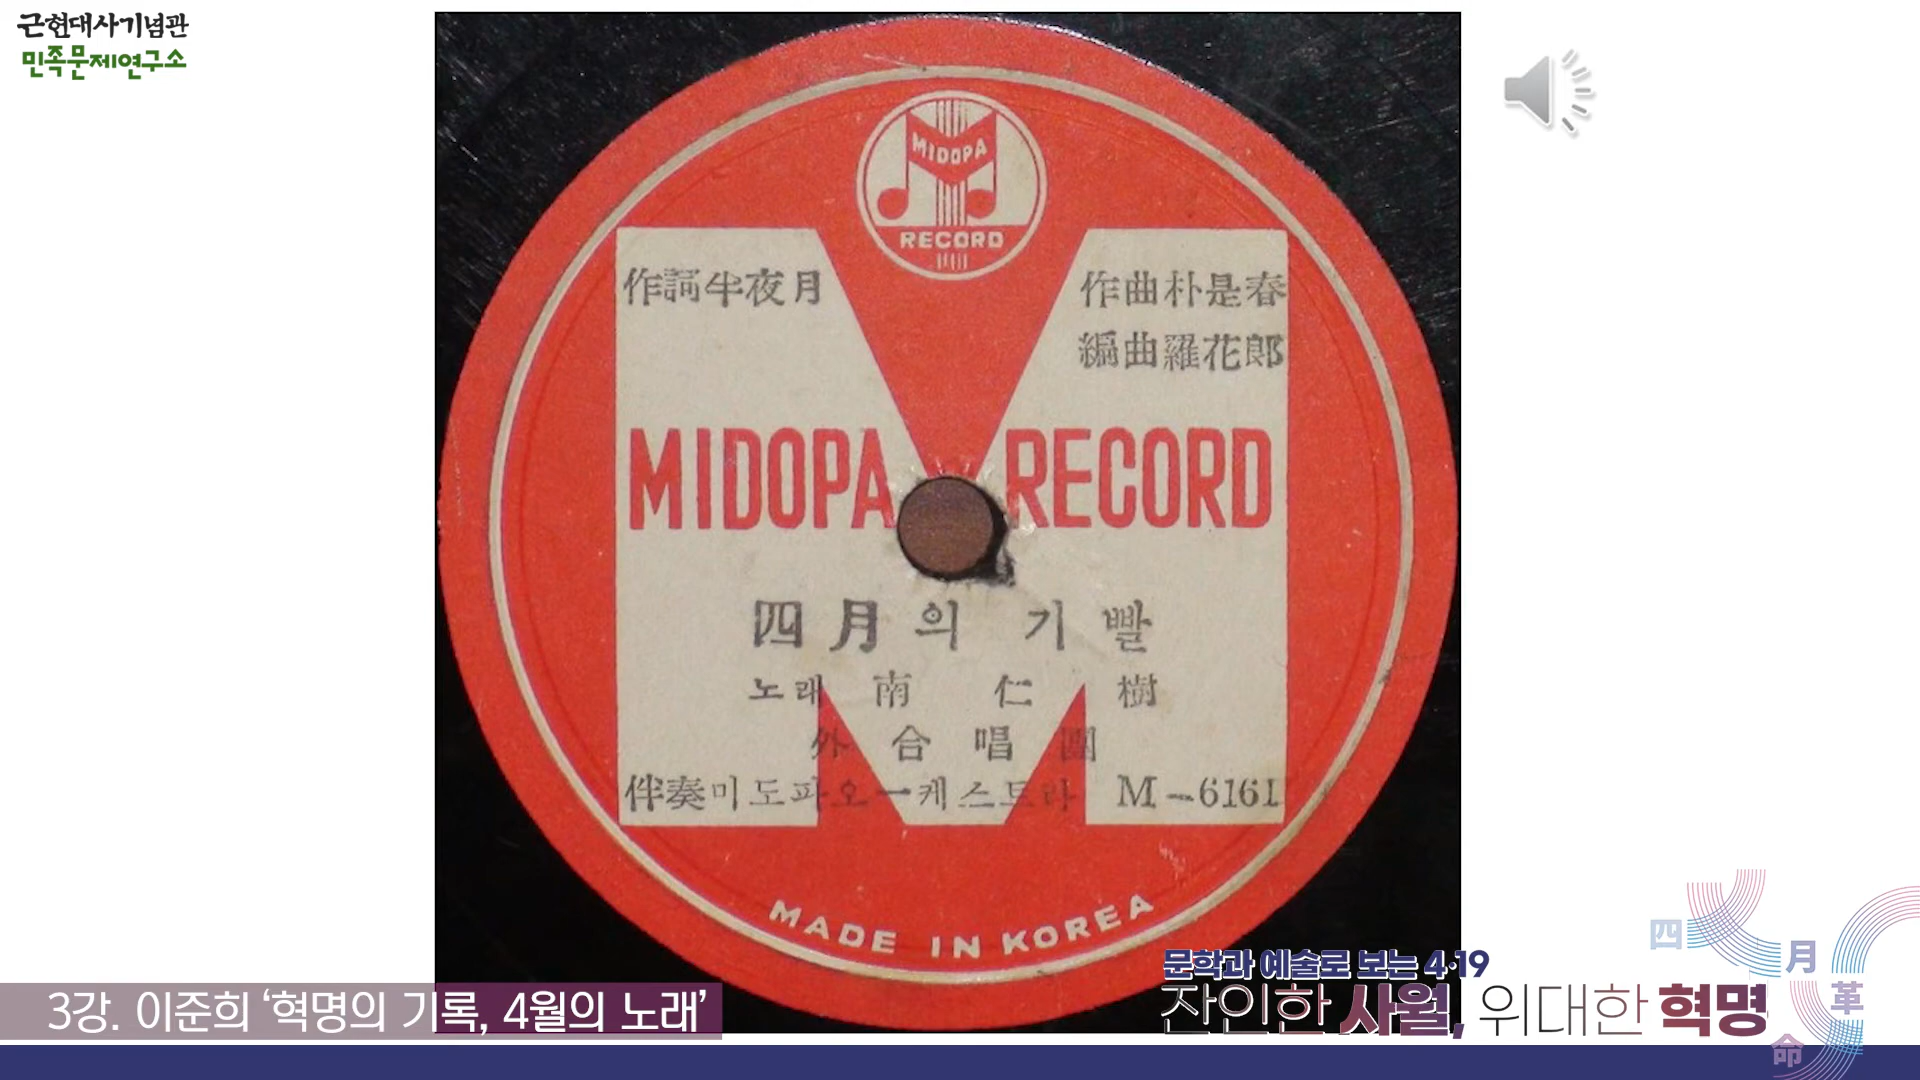 근현대사기념관
민족문제연구소
MIDOPA
RECORD
作詞半夜月
作曲朴是春
編曲羅花郎
MIDOPA RECORD
四月의 기빨
노래 南仁樹
外合唱團
伴奏미도파오ー케스트라 M-6161
MADE IN KOREA
문학과 예술로 보는 4·19
잔인한 사월, 위대한 혁명
四月革命
3강. 이준희 ‘혁명의 기록, 4월의 노래’